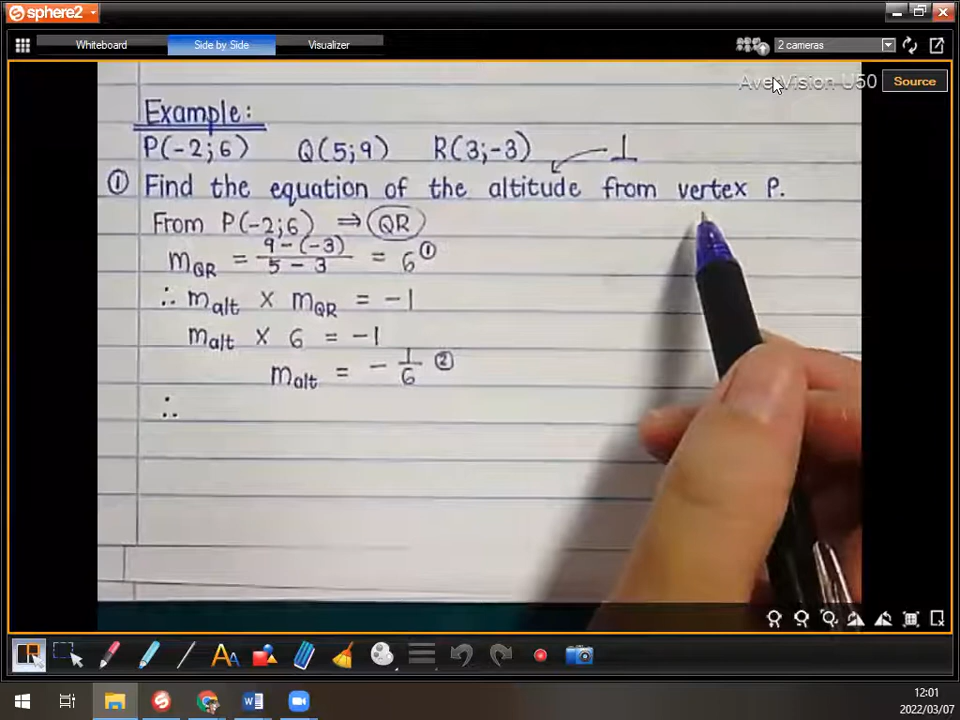 sphere2
Whiteboard Side by Side Visualizer 2 cameras
AverVision U50 Source
Example:
P(-2;6) Q(5;9) R(3;-3) ⊥
① Find the equation of the altitude from vertex P.
From P(-2;6) ⇒ QR
m_QR = (9-(-3))/(5-3) = 6 ①
∴ m_alt × m_QR = -1
m_alt × 6 = -1
m_alt = -1/6 ②
∴
12:01
2022/03/07